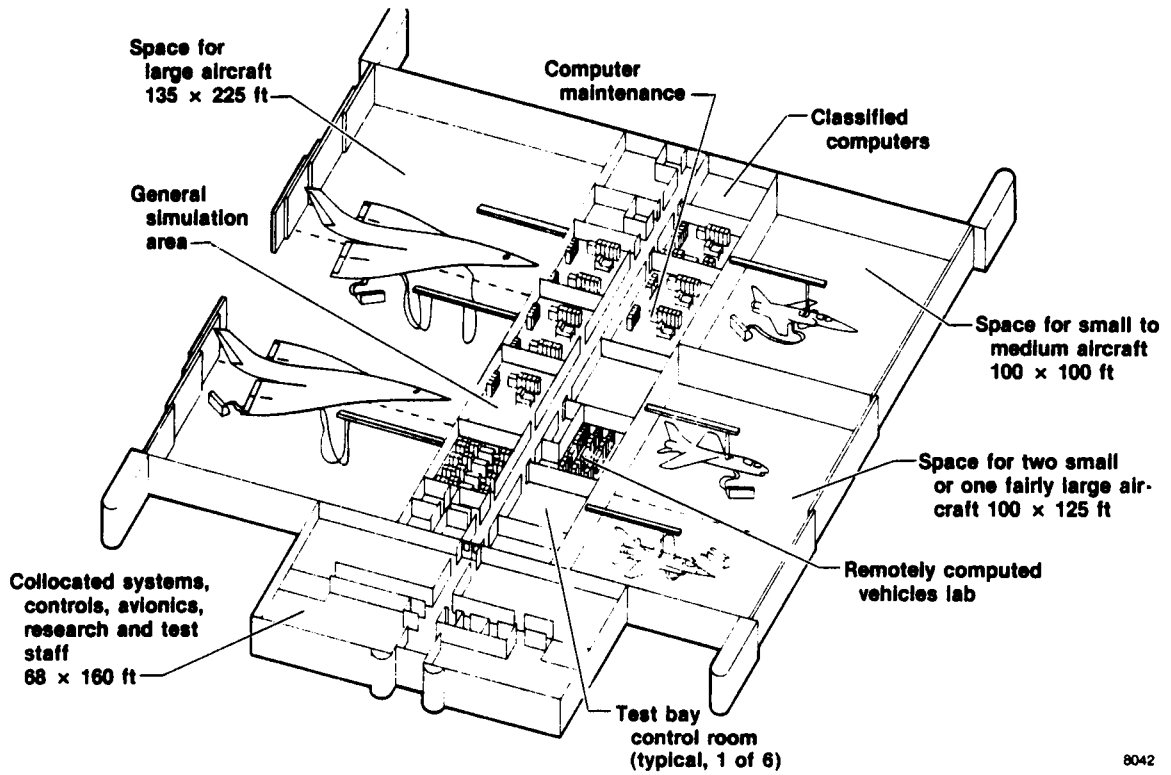 Space for
large aircraft
135 × 225 ft
Computer
maintenance
Classified
computers
General
simulation
area
Space for small to
medium aircraft
100 × 100 ft
Space for two small
or one fairly large air-
craft 100 × 125 ft
Remotely computed
vehicles lab
Collocated systems,
controls, avionics,
research and test
staff
68 × 160 ft
Test bay
control room
(typical, 1 of 6)
8042